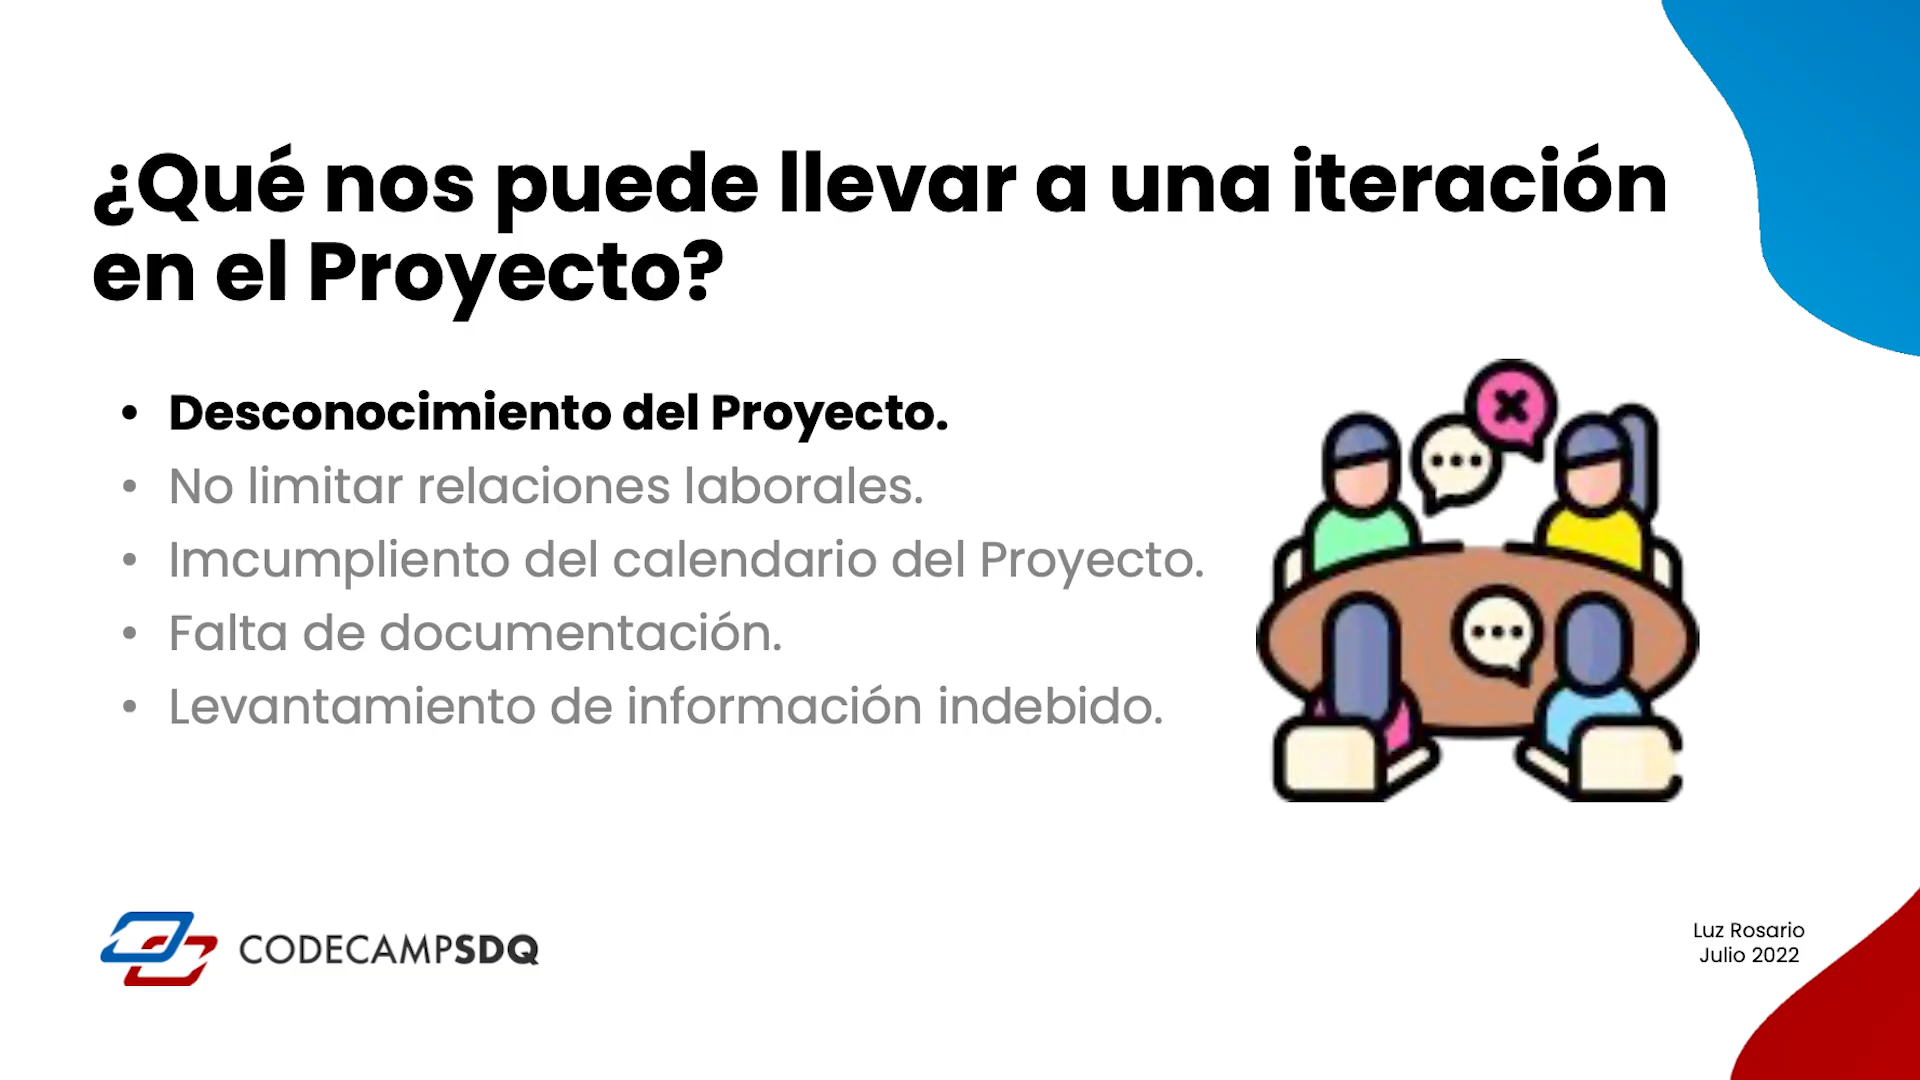 ¿Qué nos puede llevar a una iteración
en el Proyecto?
• Desconocimiento del Proyecto.
• No limitar relaciones laborales.
• Imcumpliento del calendario del Proyecto.
• Falta de documentación.
• Levantamiento de información indebido.
CODECAMPSDQ
Luz Rosario
Julio 2022